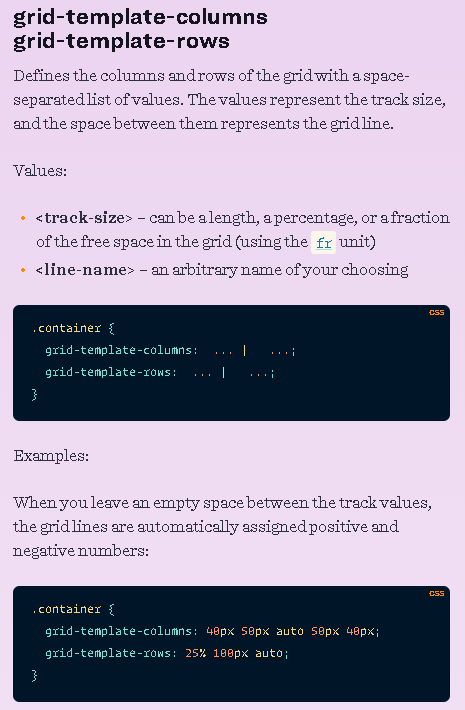 grid-template-columns
grid-template-rows
Defines the columns and rows of the grid with a space-
separated list of values. The values represent the track size,
and the space between them represents the grid line.
Values:
<track-size> – can be a length, a percentage, or a fraction
of the free space in the grid (using the fr unit)
<line-name> – an arbitrary name of your choosing
CSS
.container {
  grid-template-columns:  ... |   ...;
  grid-template-rows:  ... |   ...;
}
Examples:
When you leave an empty space between the track values,
the grid lines are automatically assigned positive and
negative numbers:
CSS
.container {
  grid-template-columns: 40px 50px auto 50px 40px;
  grid-template-rows: 25% 100px auto;
}